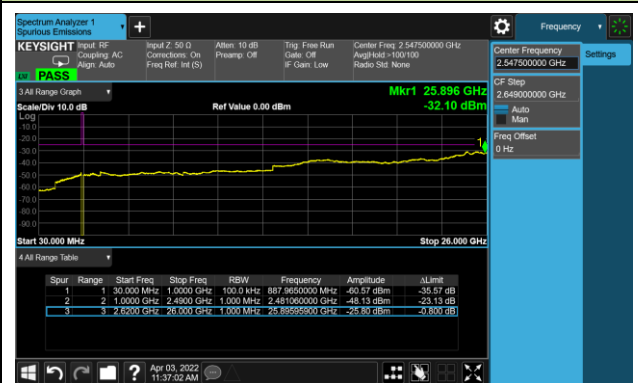 Spectrum Analyzer 1
Spurious Emissions
Frequency
KEYSIGHT Input: RF Input Z: 50 Ω Atten: 10 dB Trig: Free Run Center Freq: 2.547500000 GHz
Coupling: AC Corrections: On Preamp: Off Gate: Off Avg|Hold >100/100
Align: Auto Freq Ref: Int (S) IF Gain: Low Radio Std: None
PASS
Center Frequency
2.547500000 GHz
Settings
CF Step
2.649000000 GHz
Auto
Man
Freq Offset
0 Hz
3 All Range Graph
Mkr1 25.896 GHz
Scale/Div 10.0 dB Ref Value 0.00 dBm -32.10 dBm
Log
-10.0
-20.0
-30.0
-40.0
-50.0
-60.0
-70.0
-80.0
-90.0
1
Start 30.000 MHz Stop 26.000 GHz
4 All Range Table
Spur Range Start Freq Stop Freq RBW Frequency Amplitude ΔLimit
1 1 30.000 MHz 1.0000 GHz 100.0 kHz 887.9650000 MHz -60.57 dBm -35.57 dB
2 2 1.0000 GHz 2.4900 GHz 1.000 MHz 2.481060000 GHz -48.13 dBm -23.13 dB
3 3 2.6200 GHz 26.000 GHz 1.000 MHz 25.89595900 GHz -25.80 dBm -0.800 dB
Apr 03, 2022
11:37:02 AM